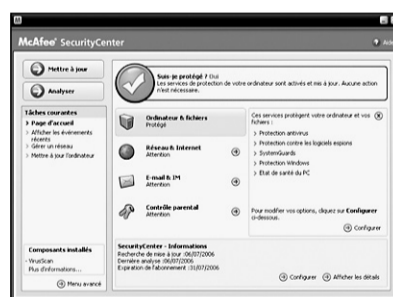 McAfee® SecurityCenter
Aide
Mettre à jour
Analyser
Suis-je protégé ? Oui
Les services de protection de votre ordinateur sont activés et mis à jour. Aucune action
n'est nécessaire.
Tâches courantes
> Page d'accueil
> Afficher les événements
récents
> Gérer un réseau
> Mettre à jour l'ordinateur
Composants installés
- VirusScan
Plus d'informations...
Menu avancé
Ordinateur & fichiers
Protégé
Réseau & Internet
Attention
E-mail & IM
Attention
Contrôle parental
Attention
Ces services protégent votre ordinateur et vos
fichiers :
> Protection antivirus
> Protection contre les logiciels espions
> SystemGuards
> Protection Windows
> Etat de santé du PC
Pour modifier vos options, cliquez sur Configurer
ci-dessous.
Configurer
SecurityCenter - Informations
Recherche de mise à jour :06/07/2006
Dernière analyse :06/07/2006
Expiration de l'abonnement :31/07/2006
Configurer
Afficher les détails